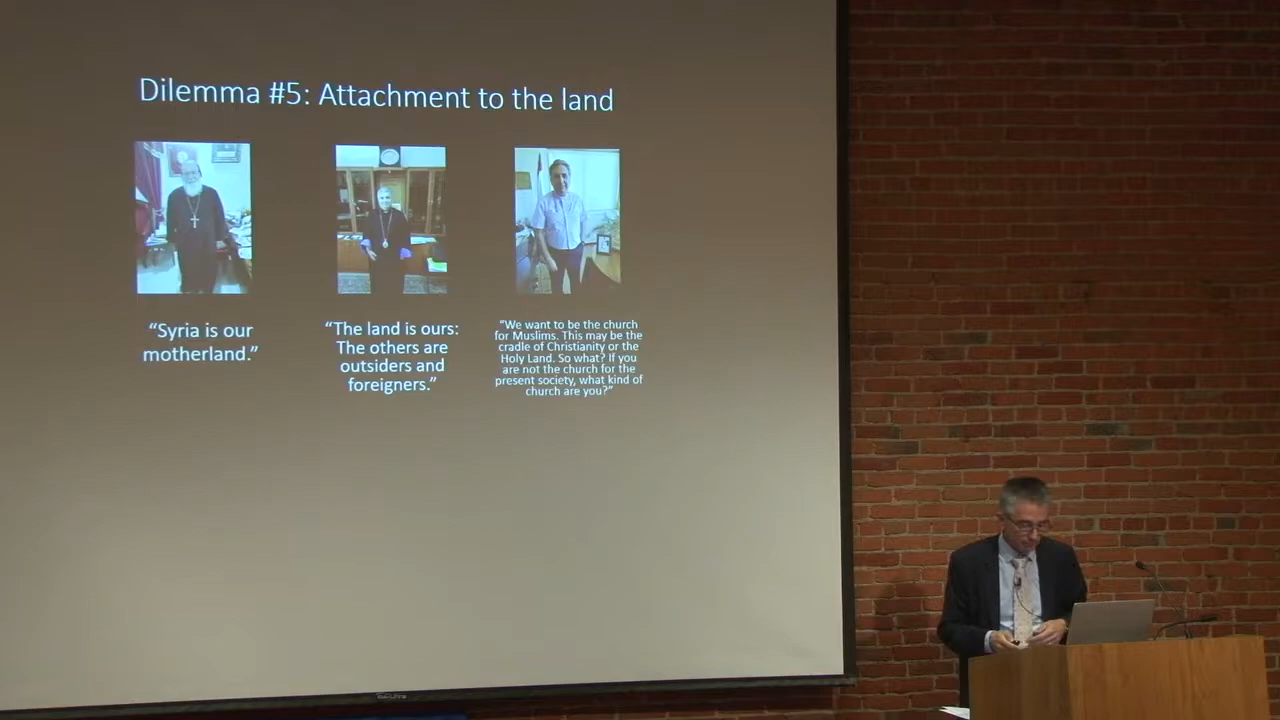 Dilemma #5: Attachment to the land
“Syria is our
motherland.”
“The land is ours:
The others are
outsiders and
foreigners.”
“We want to be the church
for Muslims. This may be the
cradle of Christianity or the
Holy Land. So what? If you
are not the church for the
present society, what kind of
church are you?”